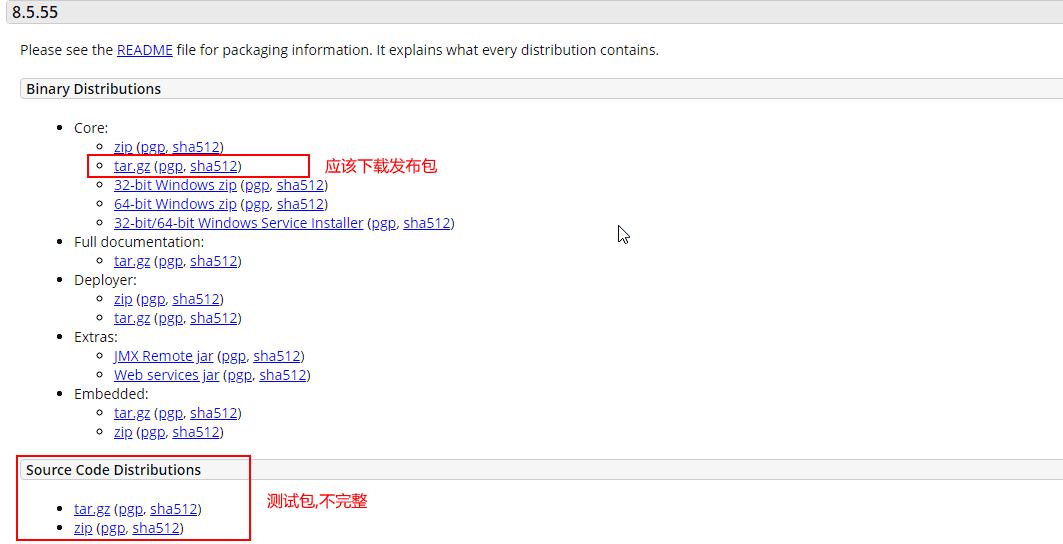 8.5.55
Please see the README file for packaging information. It explains what every distribution contains.
Binary Distributions
Core:
zip (pgp, sha512)
tar.gz (pgp, sha512)
应该下载发布包
32-bit Windows zip (pgp, sha512)
64-bit Windows zip (pgp, sha512)
32-bit/64-bit Windows Service Installer (pgp, sha512)
Full documentation:
tar.gz (pgp, sha512)
Deployer:
zip (pgp, sha512)
tar.gz (pgp, sha512)
Extras:
JMX Remote jar (pgp, sha512)
Web services jar (pgp, sha512)
Embedded:
tar.gz (pgp, sha512)
zip (pgp, sha512)
Source Code Distributions
tar.gz (pgp, sha512)
测试包,不完整
zip (pgp, sha512)